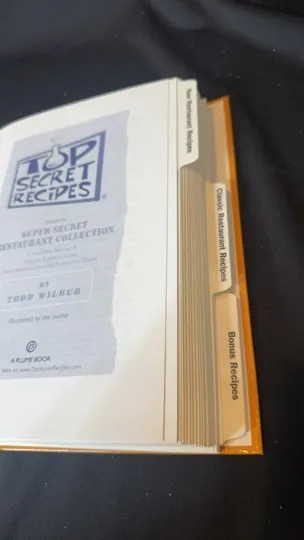 TOP
SECRET
RECIPES
®
SUPER SECRET
RESTAURANT COLLECTION
BY
TODD WILBUR
Illustrated by the author
A PLUME BOOK
New Restaurant Recipes
Classic Restaurant Recipes
Bonus Recipes